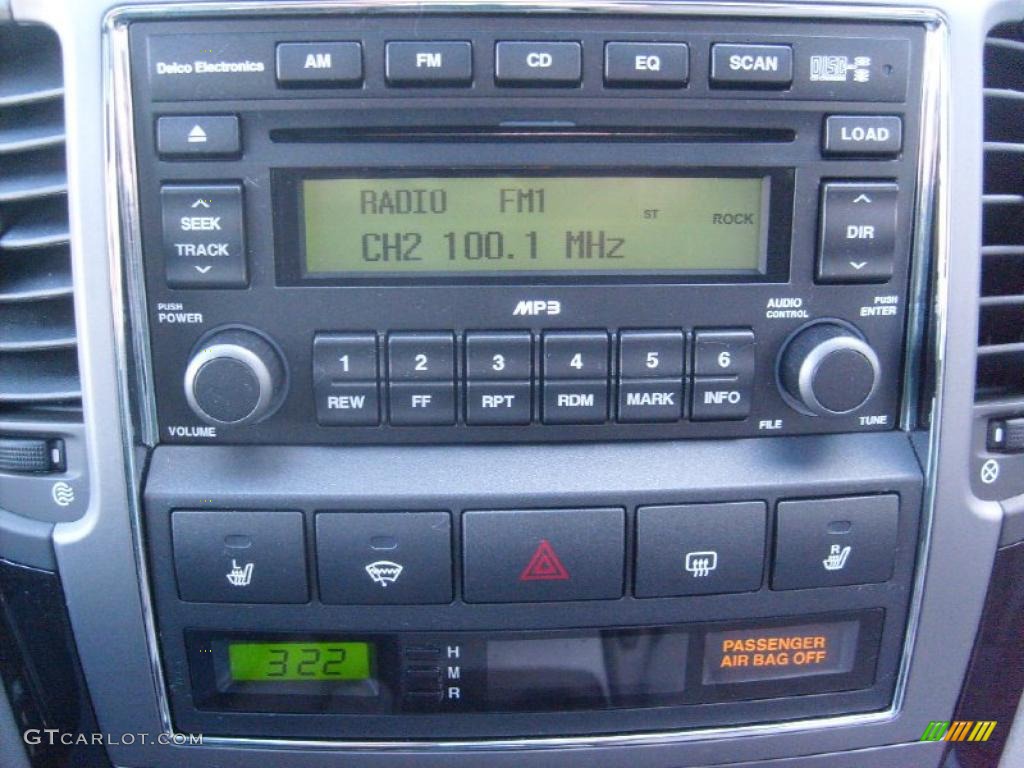 Delco Electronics AM FM CD EQ SCAN DISC
LOAD
SEEK
TRACK
RADIO FM1 ST ROCK
CH2 100.1 MHz
DIR
PUSH
POWER
MP3
AUDIO
CONTROL
PUSH
ENTER
1 2 3 4 5 6
REW FF RPT RDM MARK INFO
VOLUME
FILE
TUNE
L
R
322
H
M
R
PASSENGER
AIR BAG OFF
GTCARLOT.COM